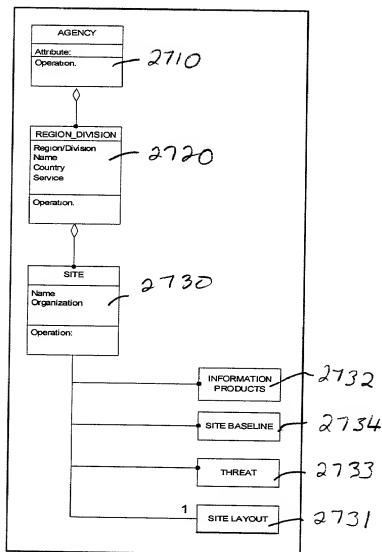 AGENCY
Attribute:
Operation.
2710
REGION_DIVISION
Region/Division
Name
Country
Service
Operation.
2720
SITE
Name
Organization
Operation:
2730
INFORMATION
PRODUCTS
2732
SITE BASELINE
2734
THREAT
2733
1
SITE LAYOUT
2731